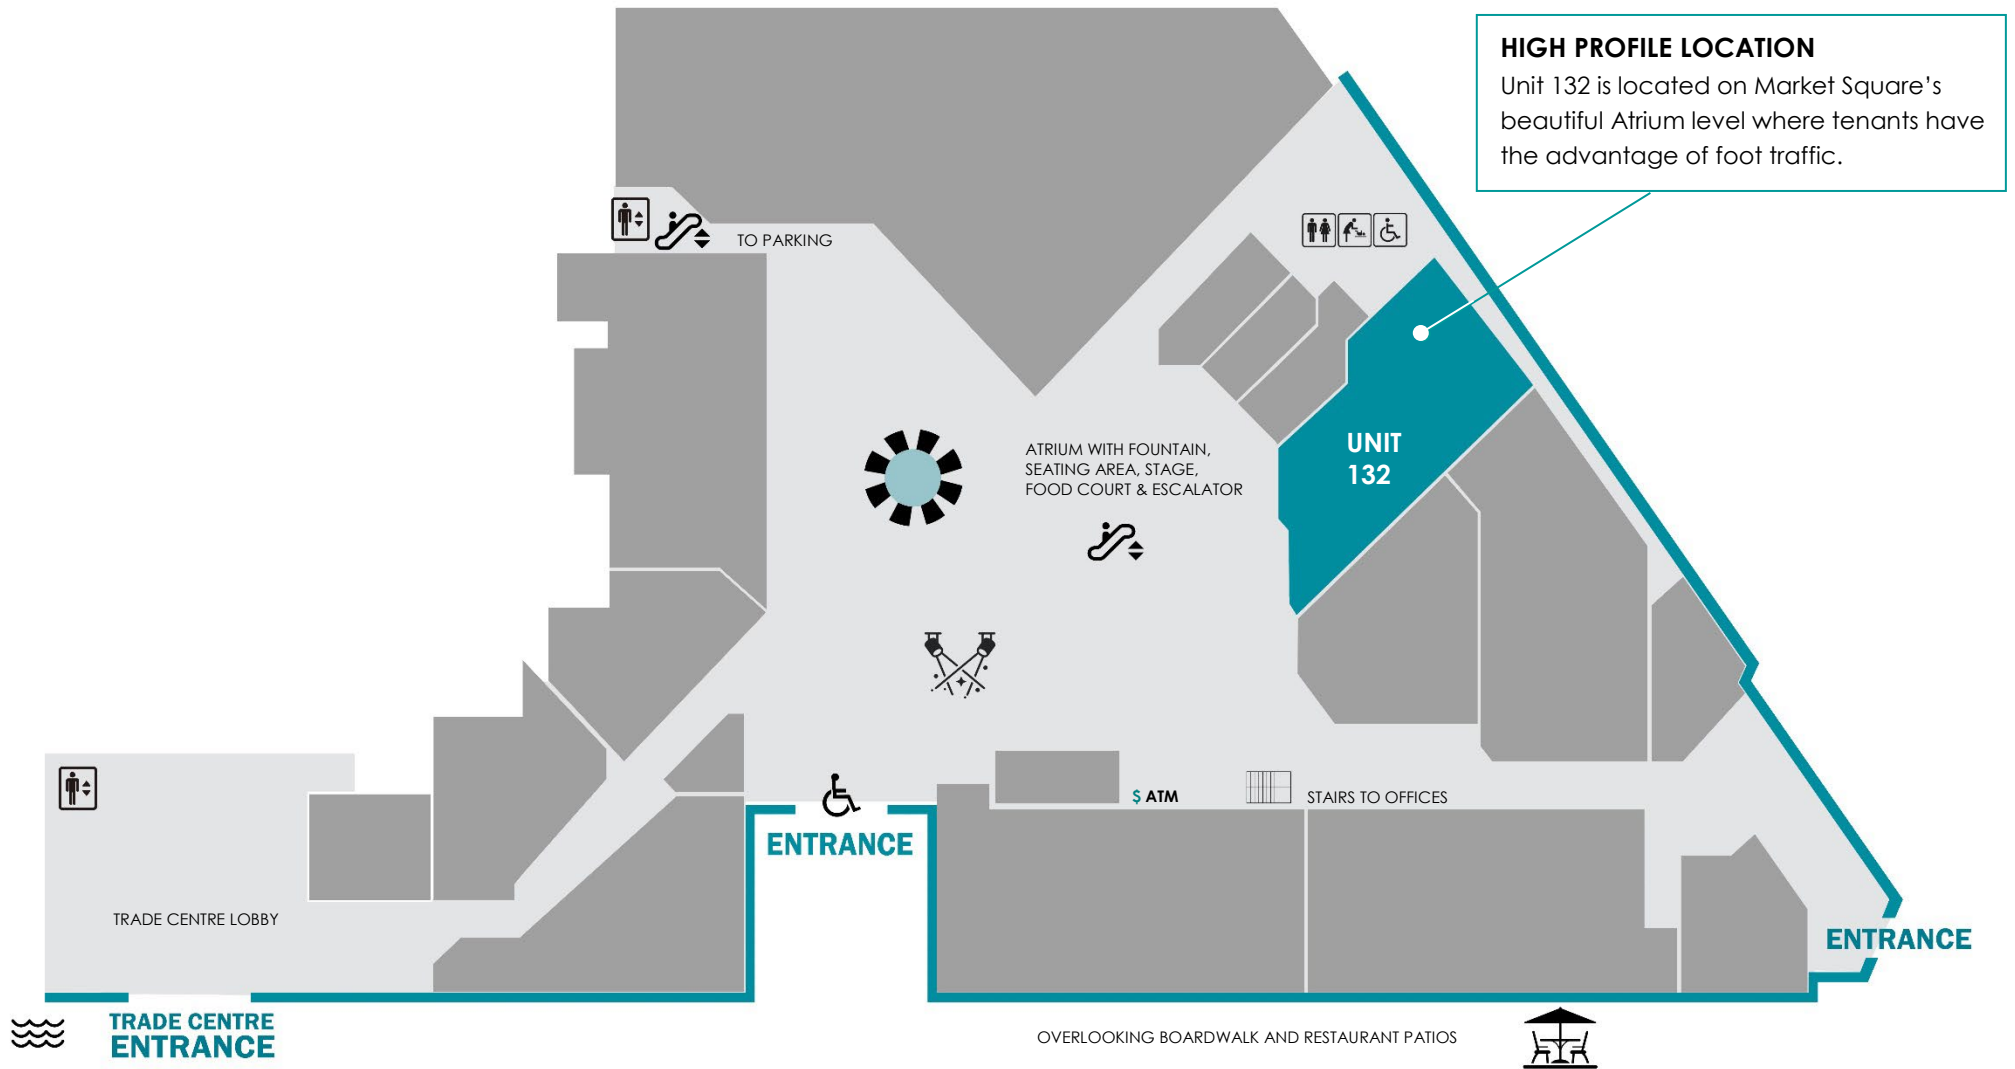 HIGH PROFILE LOCATION
Unit 132 is located on Market Square’s
beautiful Atrium level where tenants have
the advantage of foot traffic.
TO PARKING
ATRIUM WITH FOUNTAIN,
SEATING AREA, STAGE,
FOOD COURT & ESCALATOR
UNIT
132
$ ATM
STAIRS TO OFFICES
ENTRANCE
TRADE CENTRE LOBBY
ENTRANCE
TRADE CENTRE
ENTRANCE
OVERLOOKING BOARDWALK AND RESTAURANT PATIOS